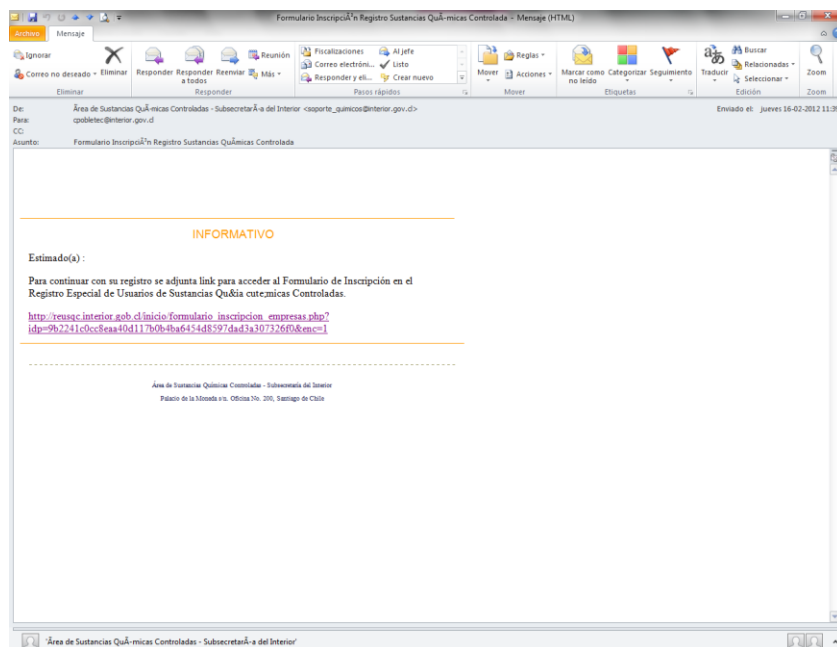 Formulario InscripciÃ³n Registro Sustancias QuÃ­micas Controlada - Mensaje (HTML)
Archivo Mensaje
Ignorar
Correo no deseado
Eliminar
Responder
Responder a todos
Reenviar
Reunión
Más
Fiscalizaciones
Al jefe
Correo electróni...
Listo
Responder y eli...
Crear nuevo
Mover
Reglas
Acciones
Marcar como no leído
Categorizar
Seguimiento
Traducir
Buscar
Relacionadas
Seleccionar
Zoom
Eliminar Responder Pasos rápidos Mover Etiquetas Edición Zoom
De: Ãrea de Sustancias QuÃ­micas Controladas - SubsecretarÃ­a del Interior <soporte_quimicos@interior.gov.cl>
Enviado el: jueves 16-02-2012 11:39
Para: cpobletec@interior.gov.cl
CC:
Asunto: Formulario InscripciÃ³n Registro Sustancias QuÃ­micas Controlada
INFORMATIVO
Estimado(a) :
Para continuar con su registro se adjunta link para acceder al Formulario de Inscripción en el
Registro Especial de Usuarios de Sustancias Qu&ia cute;micas Controladas.
http://reusqc.interior.gob.cl/inicio/formulario_inscripcion_empresas.php?
idp=9b2241c0cc8eaa40d117b0b4ba6454d8597dad3a307326f0&enc=1
Área de Sustancias Químicas Controladas - Subsecretaría del Interior
Palacio de la Moneda s/n. Oficina No. 200, Santiago de Chile
'Ãrea de Sustancias QuÃ­micas Controladas - SubsecretarÃ­a del Interior'